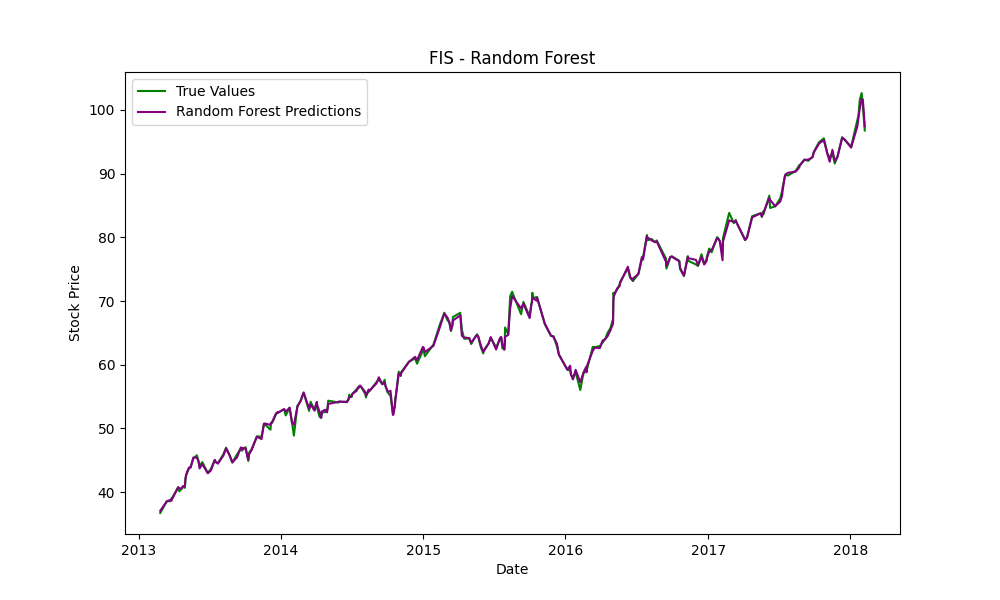 FIS - Random Forest
True Values
Random Forest Predictions
100
90
80
70
60
50
40
Stock Price
2013 2014 2015 2016 2017 2018
Date